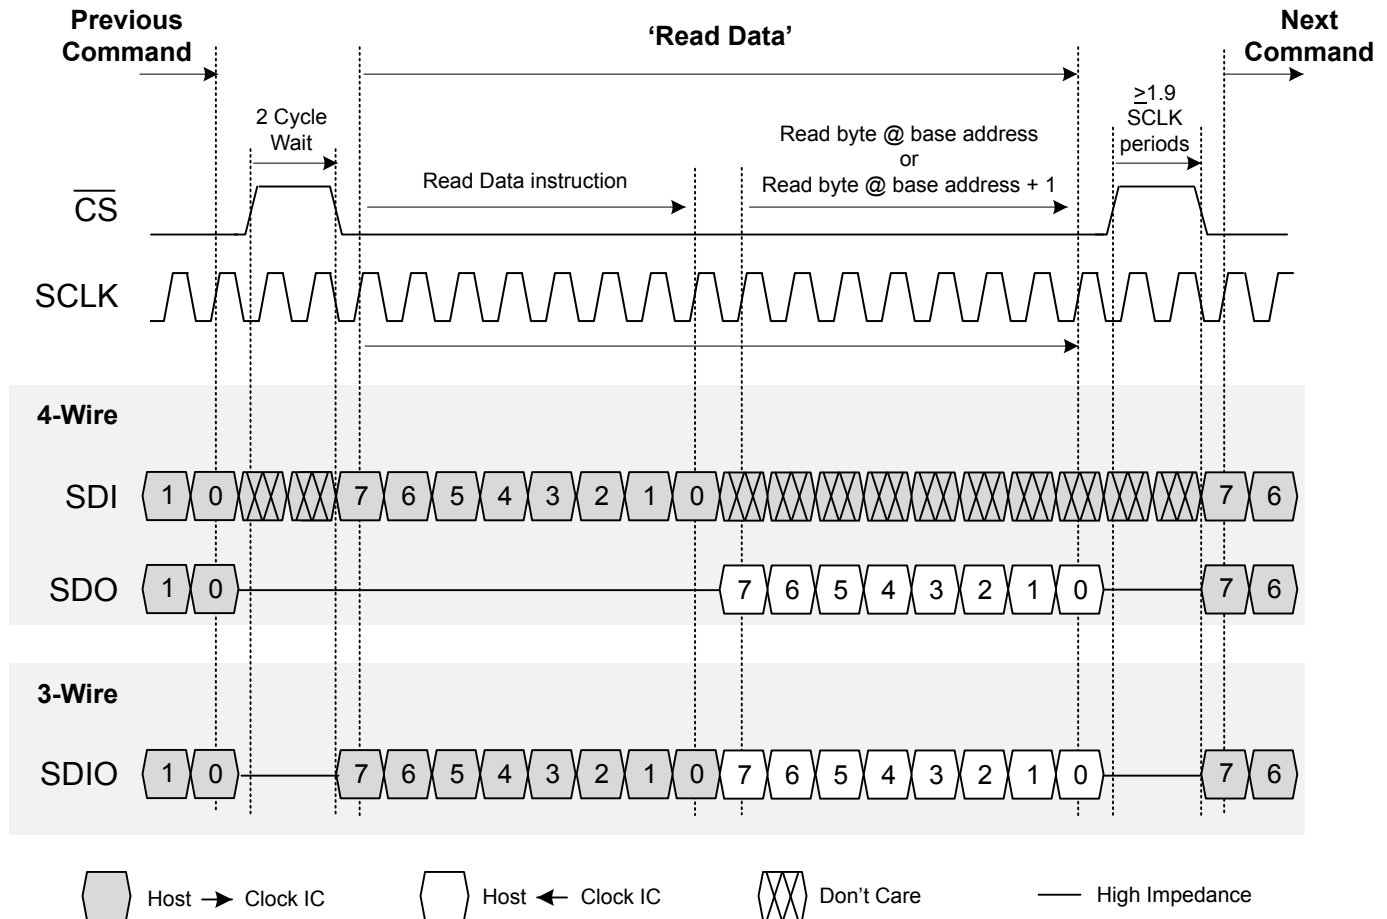 Previous
Command
‘Read Data’
Next
Command
2 Cycle
Wait
Read Data instruction
Read byte @ base address
or
Read byte @ base address + 1
≥1.9
SCLK
periods
CS
SCLK
4-Wire
SDI 1 0 7 6 5 4 3 2 1 0 7 6
SDO 1 0 7 6 5 4 3 2 1 0 7 6
3-Wire
SDIO 1 0 7 6 5 4 3 2 1 0 7 6 5 4 3 2 1 0 7 6
Host → Clock IC
Host ← Clock IC
Don’t Care
High Impedance